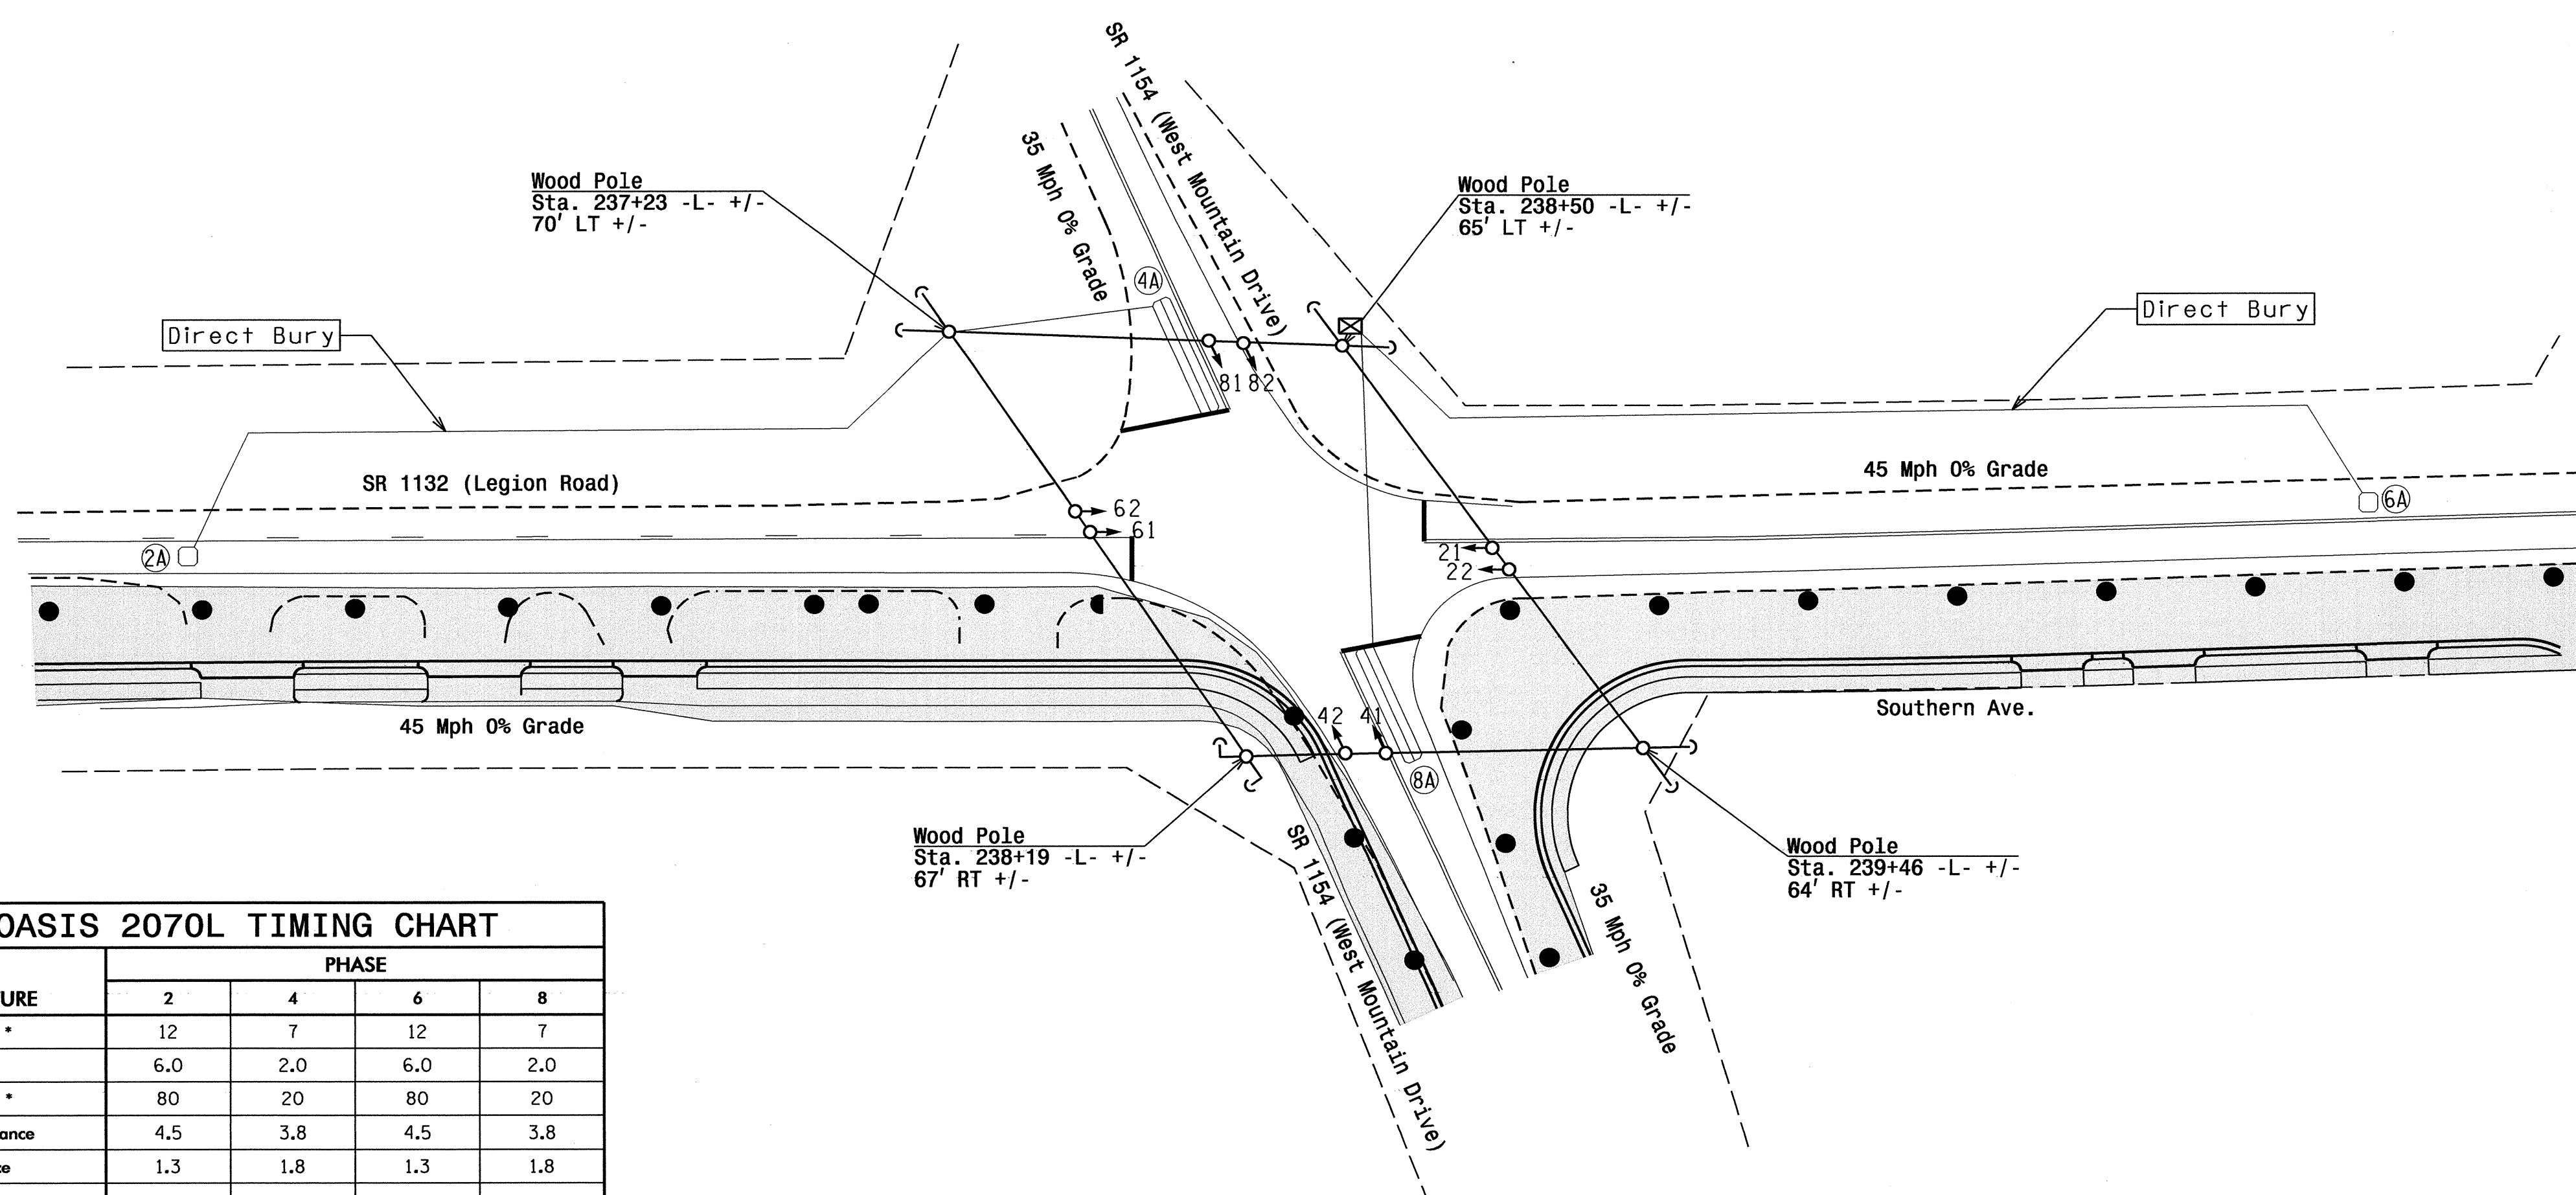 SR 1154 (West Mountain Drive)
35 Mph 0% Grade
Wood Pole
Sta. 237+23 -L- +/-
70' LT +/-
Wood Pole
Sta. 238+50 -L- +/-
65' LT +/-
4A
Direct Bury
Direct Bury
81 82
SR 1132 (Legion Road)
45 Mph 0% Grade
62
61
6A
2A
21
22
45 Mph 0% Grade
42 41
Southern Ave.
8A
Wood Pole
Sta. 238+19 -L- +/-
67' RT +/-
Wood Pole
Sta. 239+46 -L- +/-
64' RT +/-
SR 1154 (West Mountain Drive)
35 Mph 0% Grade
OASIS 2070L TIMING CHART
PHASE
URE 2 4 6 8
* 12 7 12 7
6.0 2.0 6.0 2.0
* 80 20 80 20
ance 4.5 3.8 4.5 3.8
e 1.3 1.8 1.3 1.8